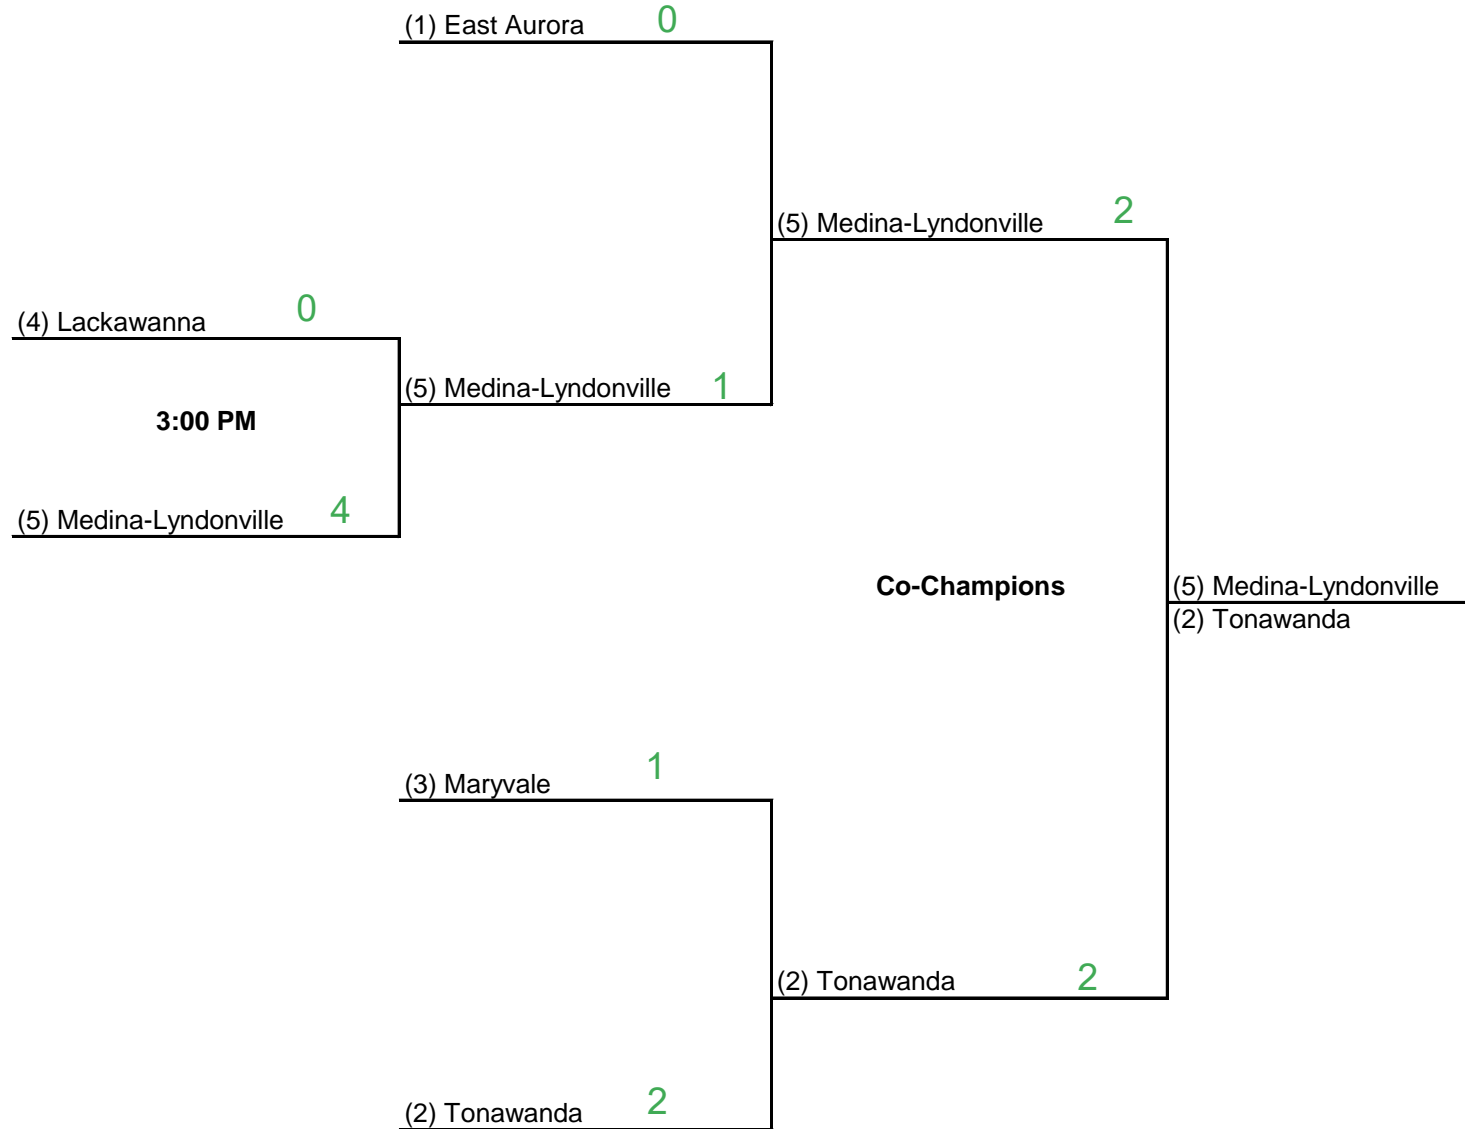 (1) East Aurora 0
(5) Medina-Lyndonville 2
(4) Lackawanna 0
(5) Medina-Lyndonville 1
3:00 PM
(5) Medina-Lyndonville 4
Co-Champions
(5) Medina-Lyndonville
(2) Tonawanda
(3) Maryvale 1
(2) Tonawanda 2
(2) Tonawanda 2